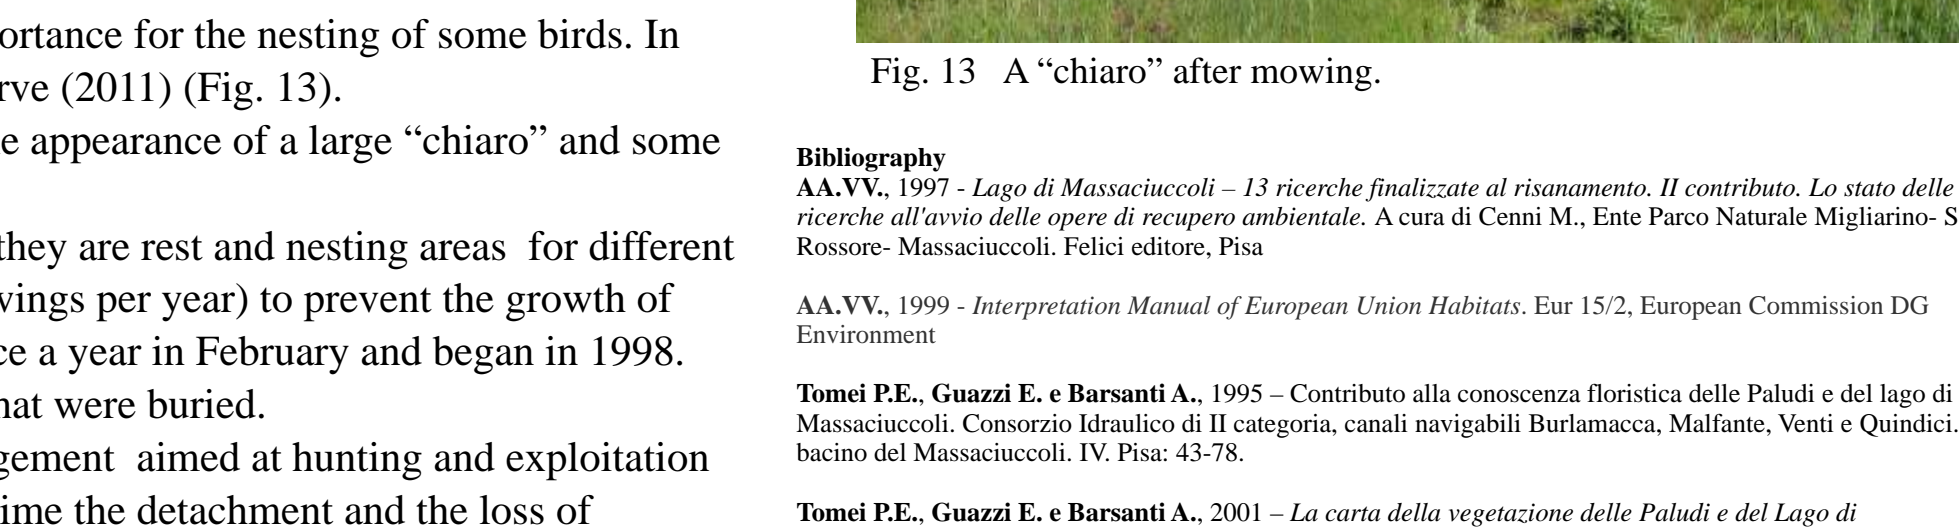 ortance for the nesting of some birds. In
rve (2011) (Fig. 13).
e appearance of a large “chiaro” and some
they are rest and nesting areas for different
vings per year) to prevent the growth of
ce a year in February and began in 1998.
hat were buried.
gement aimed at hunting and exploitation
ime the detachment and the loss of
Fig. 13 A “chiaro” after mowing.
Bibliography
AA.VV., 1997 - Lago di Massaciuccoli – 13 ricerche finalizzate al risanamento. II contributo. Lo stato delle
ricerche all'avvio delle opere di recupero ambientale. A cura di Cenni M., Ente Parco Naturale Migliarino- S
Rossore- Massaciuccoli. Felici editore, Pisa
AA.VV., 1999 - Interpretation Manual of European Union Habitats. Eur 15/2, European Commission DG
Environment
Tomei P.E., Guazzi E. e Barsanti A., 1995 – Contributo alla conoscenza floristica delle Paludi e del lago di
Massaciuccoli. Consorzio Idraulico di II categoria, canali navigabili Burlamacca, Malfante, Venti e Quindici.
bacino del Massaciuccoli. IV. Pisa: 43-78.
Tomei P.E., Guazzi E. e Barsanti A., 2001 – La carta della vegetazione delle Paludi e del Lago di